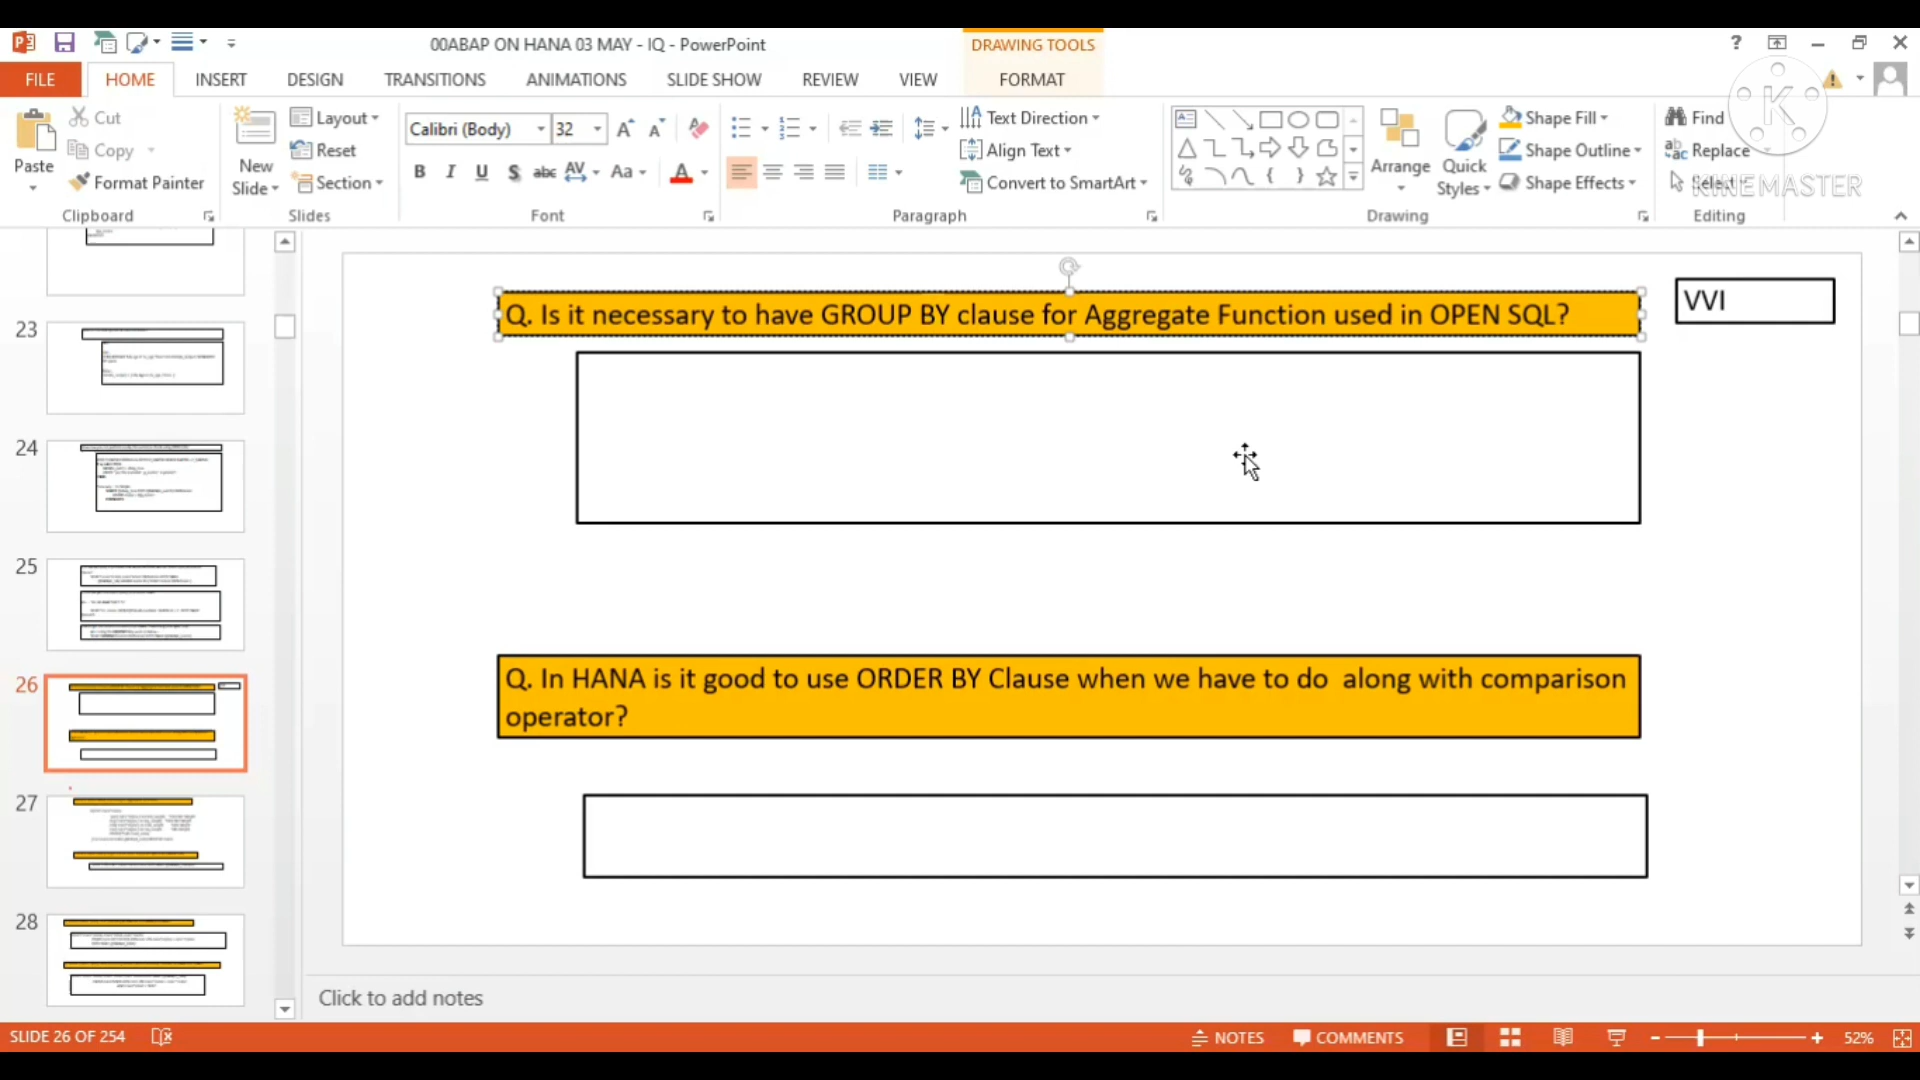 00ABAP ON HANA 03 MAY - IQ - PowerPoint
DRAWING TOOLS
FILE HOME INSERT DESIGN TRANSITIONS ANIMATIONS SLIDE SHOW REVIEW VIEW FORMAT
Paste
Cut
Copy
Format Painter
Clipboard
New
Slide
Layout
Reset
Section
Slides
Calibri (Body) 32
Font
Text Direction
Align Text
Convert to SmartArt
Paragraph
Arrange
Quick
Styles
Shape Fill
Shape Outline
Shape Effects
Drawing
Find
Replace
Select
Editing
K
KINEMASTER
23
24
25
26
27
28
Q. Is it necessary to have GROUP BY clause for Aggregate Function used in OPEN SQL?
VVI
Q. In HANA is it good to use ORDER BY Clause when we have to do along with comparison
operator?
Click to add notes
SLIDE 26 OF 254
NOTES COMMENTS 52%